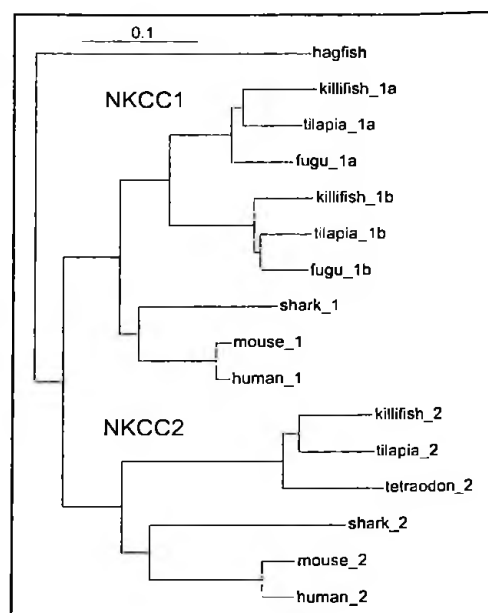 0.1
hagfish
NKCC1
killifish_1a
tilapia_1a
fugu_1a
killifish_1b
tilapia_1b
fugu_1b
shark_1
mouse_1
human_1
NKCC2
killifish_2
tilapia_2
tetraodon_2
shark_2
mouse_2
human_2